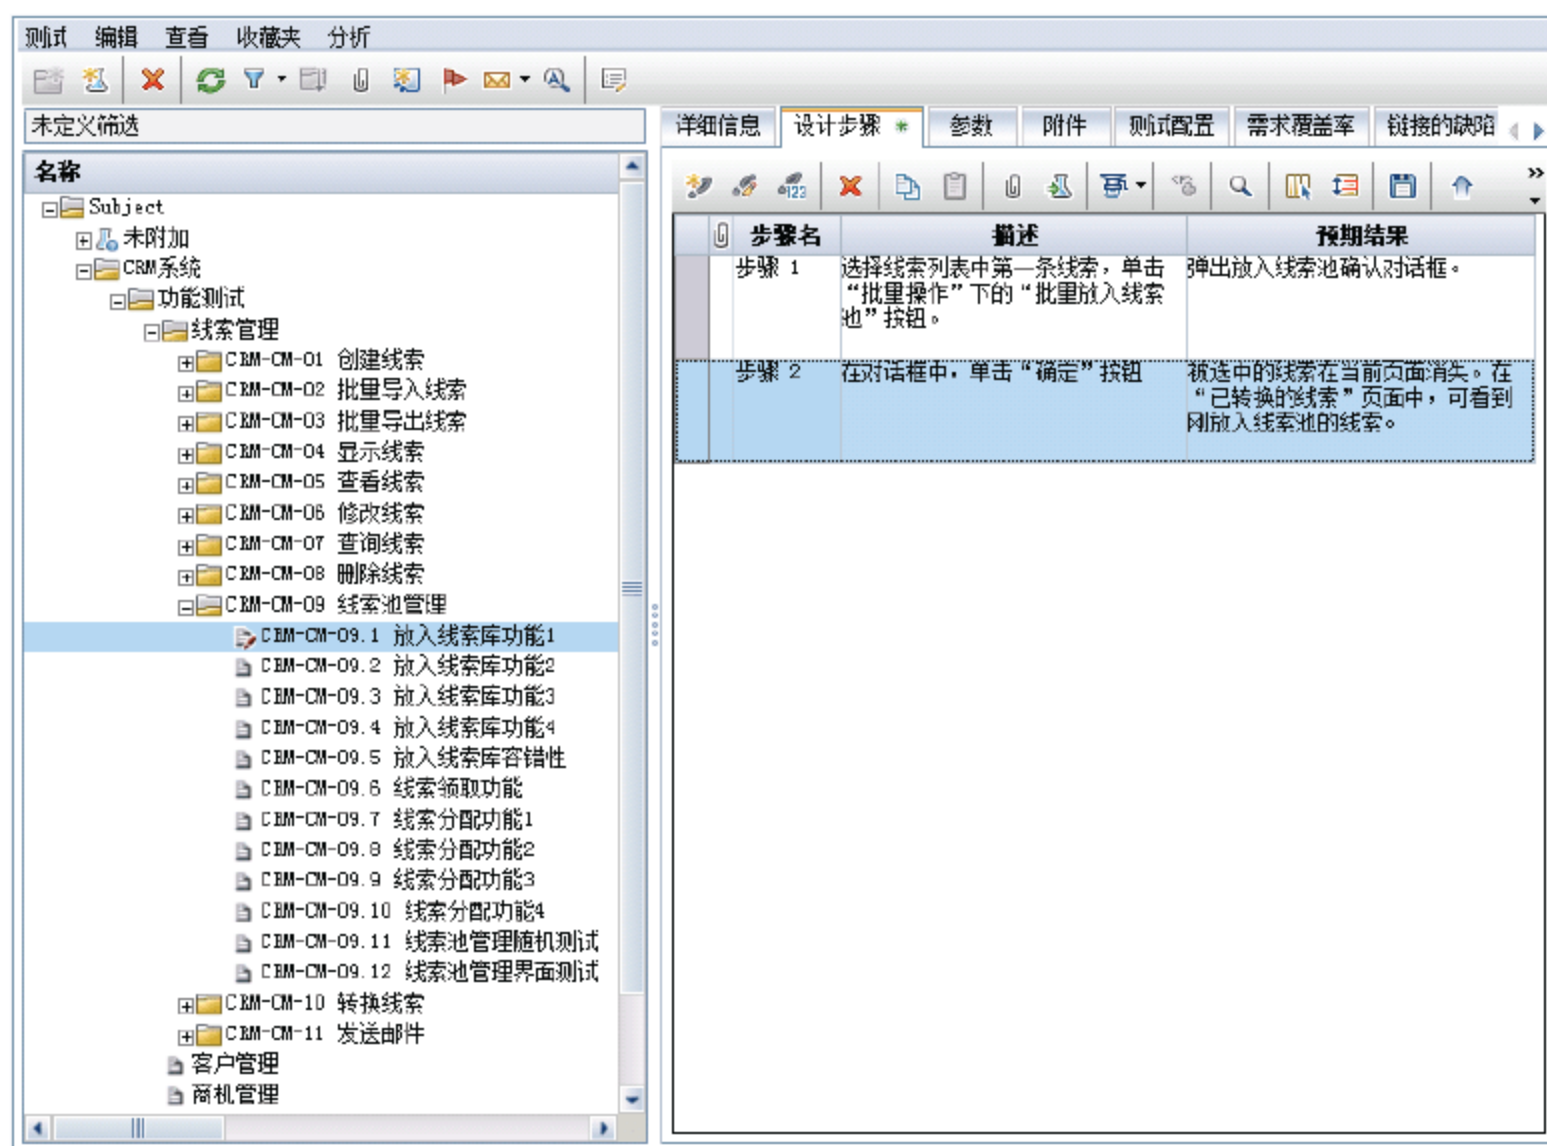 测试 编辑 查看 收藏夹 分析
未定义筛选
名称
Subject
未附加
CRM系统
功能测试
线索管理
CRM-CM-01 创建线索
CRM-CM-02 批量导入线索
CRM-CM-03 批量导出线索
CRM-CM-04 显示线索
CRM-CM-05 查看线索
CRM-CM-06 修改线索
CRM-CM-07 查询线索
CRM-CM-08 删除线索
CRM-CM-09 线索池管理
CRM-CM-09.1 放入线索库功能1
CRM-CM-09.2 放入线索库功能2
CRM-CM-09.3 放入线索库功能3
CRM-CM-09.4 放入线索库功能4
CRM-CM-09.5 放入线索库容错性
CRM-CM-09.6 线索领取功能
CRM-CM-09.7 线索分配功能1
CRM-CM-09.8 线索分配功能2
CRM-CM-09.9 线索分配功能3
CRM-CM-09.10 线索分配功能4
CRM-CM-09.11 线索池管理随机测试
CRM-CM-09.12 线索池管理界面测试
CRM-CM-10 转换线索
CRM-CM-11 发送邮件
客户管理
商机管理
详细信息 设计步骤 * 参数 附件 测试配置 需求覆盖率 链接的缺陷
步骤名 描述 预期结果
步骤 1 选择线索列表中第一条线索，单击 弹出放入线索池确认对话框。
“批量操作”下的“批量放入线索
池”按钮。
步骤 2 在对话框中，单击“确定”按钮 被选中的线索在当前页面消失。在
“已转换的线索”页面中，可看到
刚放入线索池的线索。